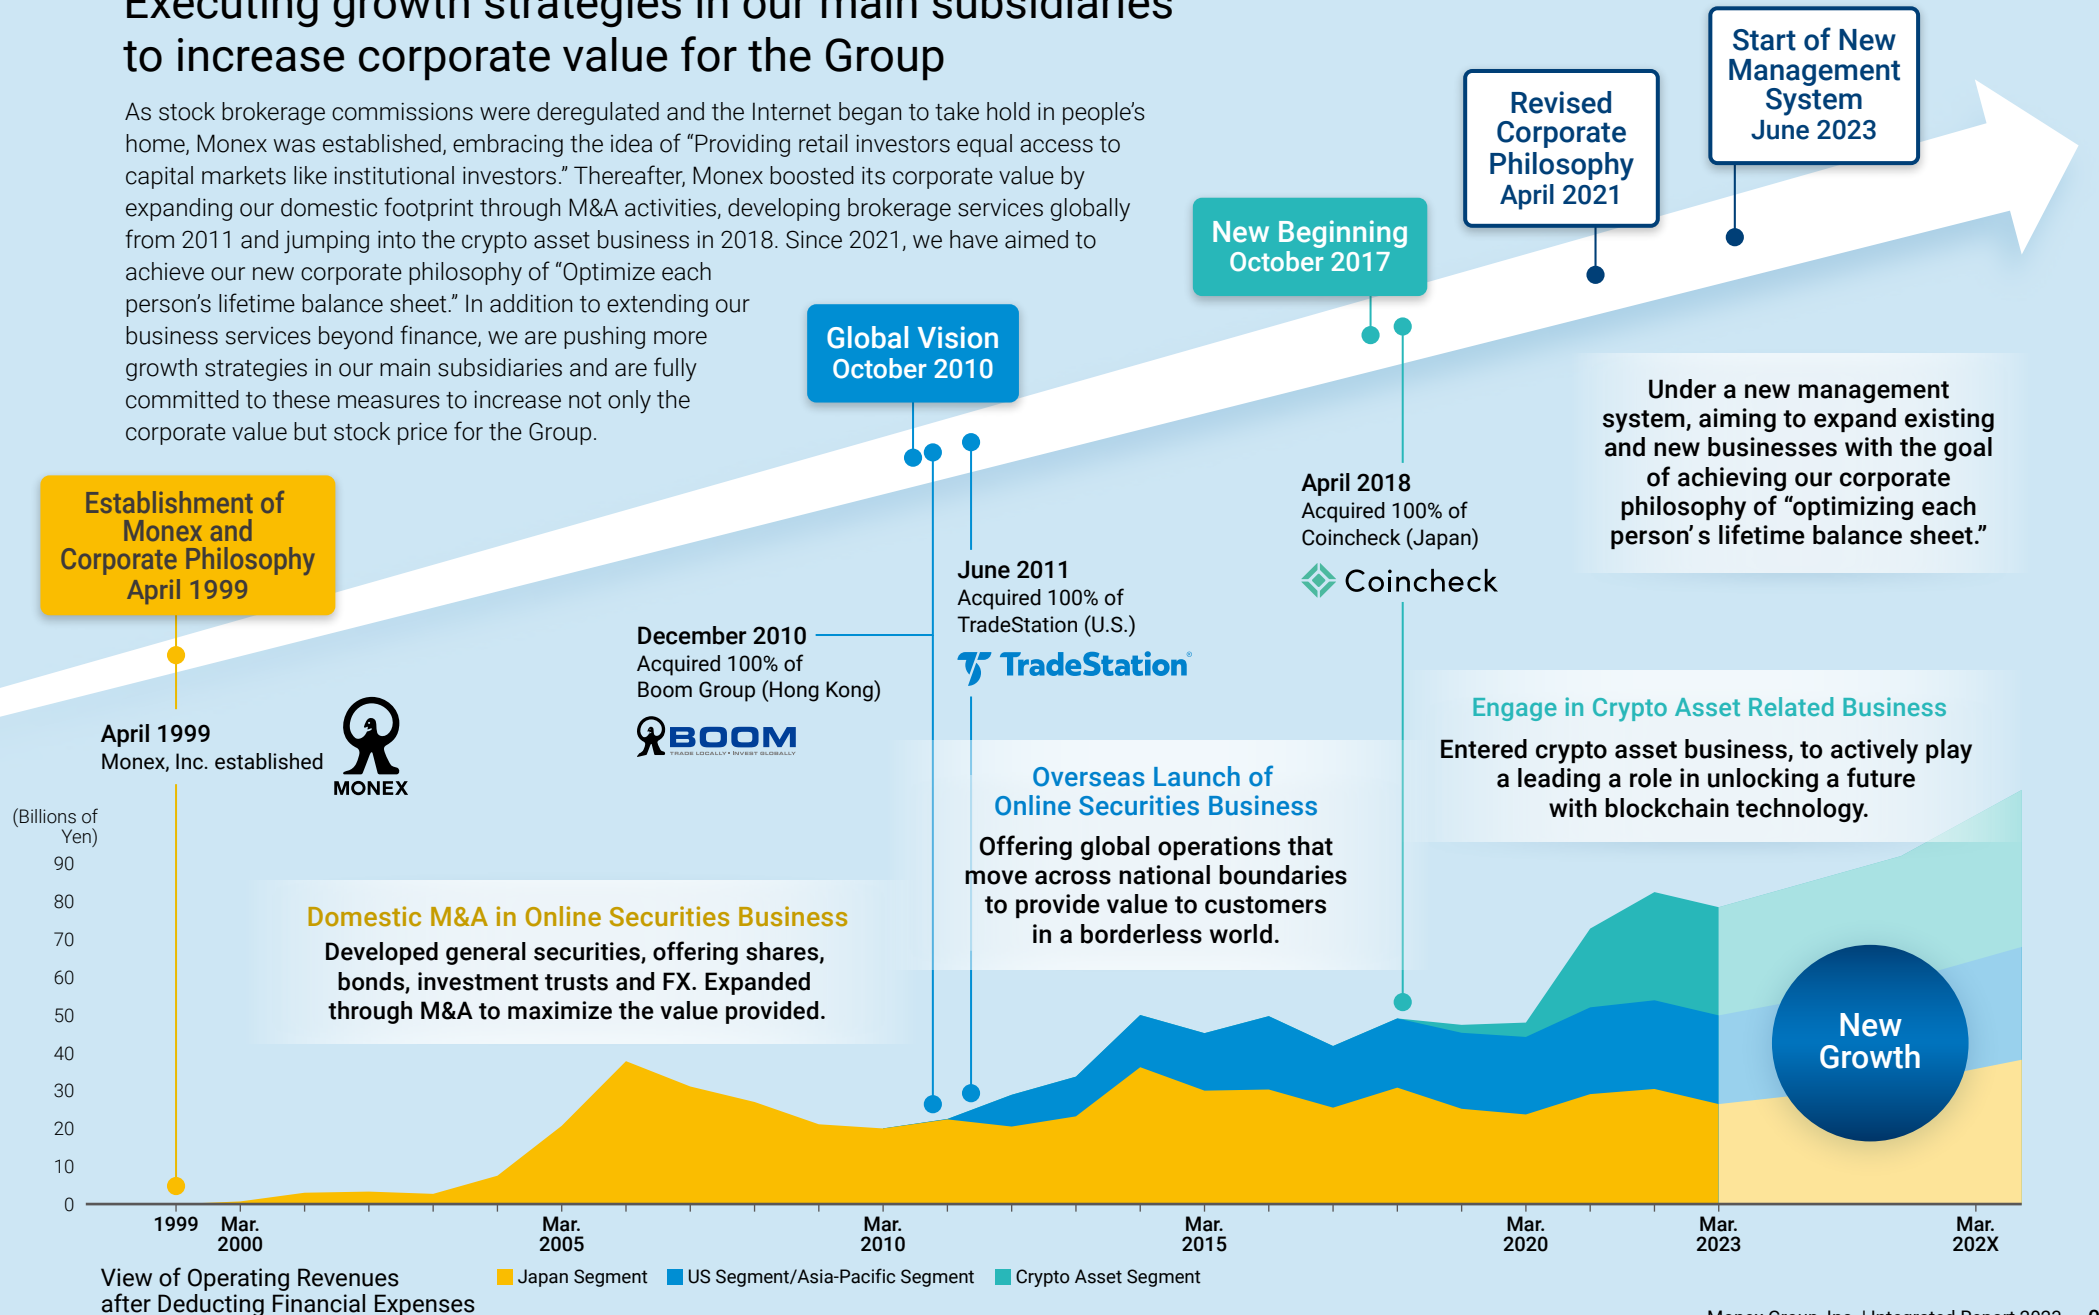 Executing growth strategies in our main subsidiaries
to increase corporate value for the Group
As stock brokerage commissions were deregulated and the Internet began to take hold in people’s
home, Monex was established, embracing the idea of “Providing retail investors equal access to
capital markets like institutional investors.” Thereafter, Monex boosted its corporate value by
expanding our domestic footprint through M&A activities, developing brokerage services globally
from 2011 and jumping into the crypto asset business in 2018. Since 2021, we have aimed to
achieve our new corporate philosophy of “Optimize each
person’s lifetime balance sheet.” In addition to extending our
business services beyond finance, we are pushing more
growth strategies in our main subsidiaries and are fully
committed to these measures to increase not only the
corporate value but stock price for the Group.
Establishment of
Monex and
Corporate Philosophy
April 1999
Global Vision
October 2010
New Beginning
October 2017
Revised
Corporate
Philosophy
April 2021
Start of New
Management
System
June 2023
April 1999
Monex, Inc. established
MONEX
December 2010
Acquired 100% of
Boom Group (Hong Kong)
BOOM
TRADE LOCALLY • INVEST GLOBALLY
June 2011
Acquired 100% of
TradeStation (U.S.)
TradeStation®
April 2018
Acquired 100% of
Coincheck (Japan)
Coincheck
Under a new management
system, aiming to expand existing
and new businesses with the goal
of achieving our corporate
philosophy of “optimizing each
person’ s lifetime balance sheet.”
Domestic M&A in Online Securities Business
Developed general securities, offering shares,
bonds, investment trusts and FX. Expanded
through M&A to maximize the value provided.
Overseas Launch of
Online Securities Business
Offering global operations that
move across national boundaries
to provide value to customers
in a borderless world.
Engage in Crypto Asset Related Business
Entered crypto asset business, to actively play
a leading a role in unlocking a future
with blockchain technology.
New
Growth
(Billions of
Yen)
90
80
70
60
50
40
30
20
10
0
1999
Mar.
2000
Mar.
2005
Mar.
2010
Mar.
2015
Mar.
2020
Mar.
2023
Mar.
202X
View of Operating Revenues
after Deducting Financial Expenses
Japan Segment
US Segment/Asia-Pacific Segment
Crypto Asset Segment